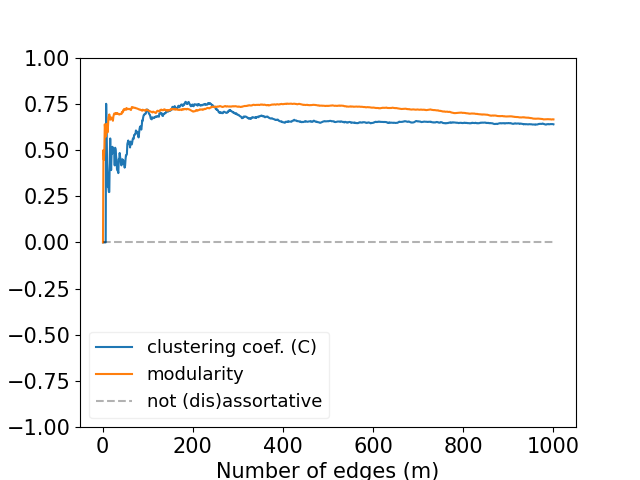 1.00
0.75
0.50
0.25
0.00
−0.25
−0.50
−0.75
−1.00
clustering coef. (C)
modularity
not (dis)assortative
0 200 400 600 800 1000
Number of edges (m)